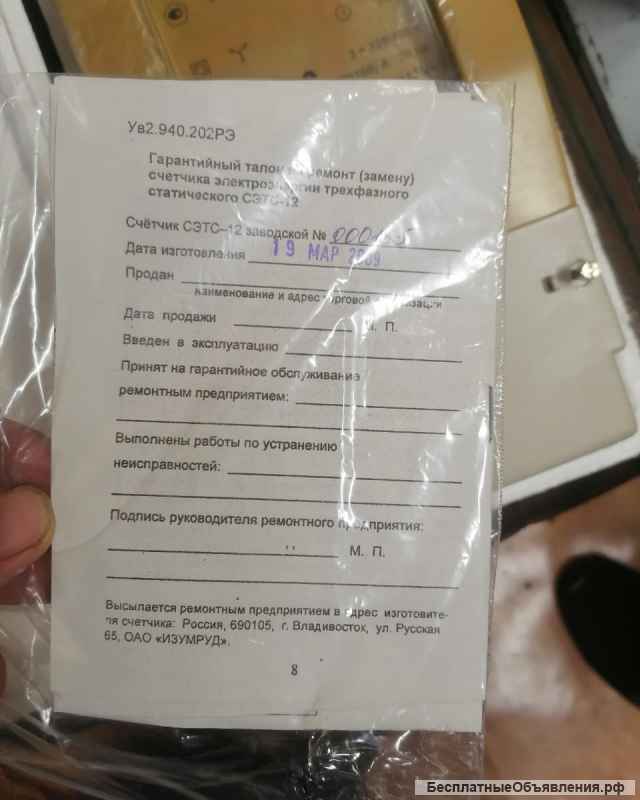 Ув2.940.202РЭ
Гарантийный талон ремонт (замену)
счетчика электроэнергии трехфазного
статического СЭТС-12
Счётчик СЭТС–12 заводской №
Дата изготовления 19 МАР 2009
Продан
наименование и адрес торговой организации
Дата продажи М. П.
Введен в эксплуатацию
Принят на гарантийное обслуживание
ремонтным предприятием:
Выполнены работы по устранению
неисправностей:
Подпись руководителя ремонтного предприятия:
М. П.
Высылается ремонтным предприятием в адрес изготовите-
ля счетчика: Россия, 690105, г. Владивосток, ул. Русская
65, ОАО «ИЗУМРУД».
8
БесплатныеОбъявления.рф